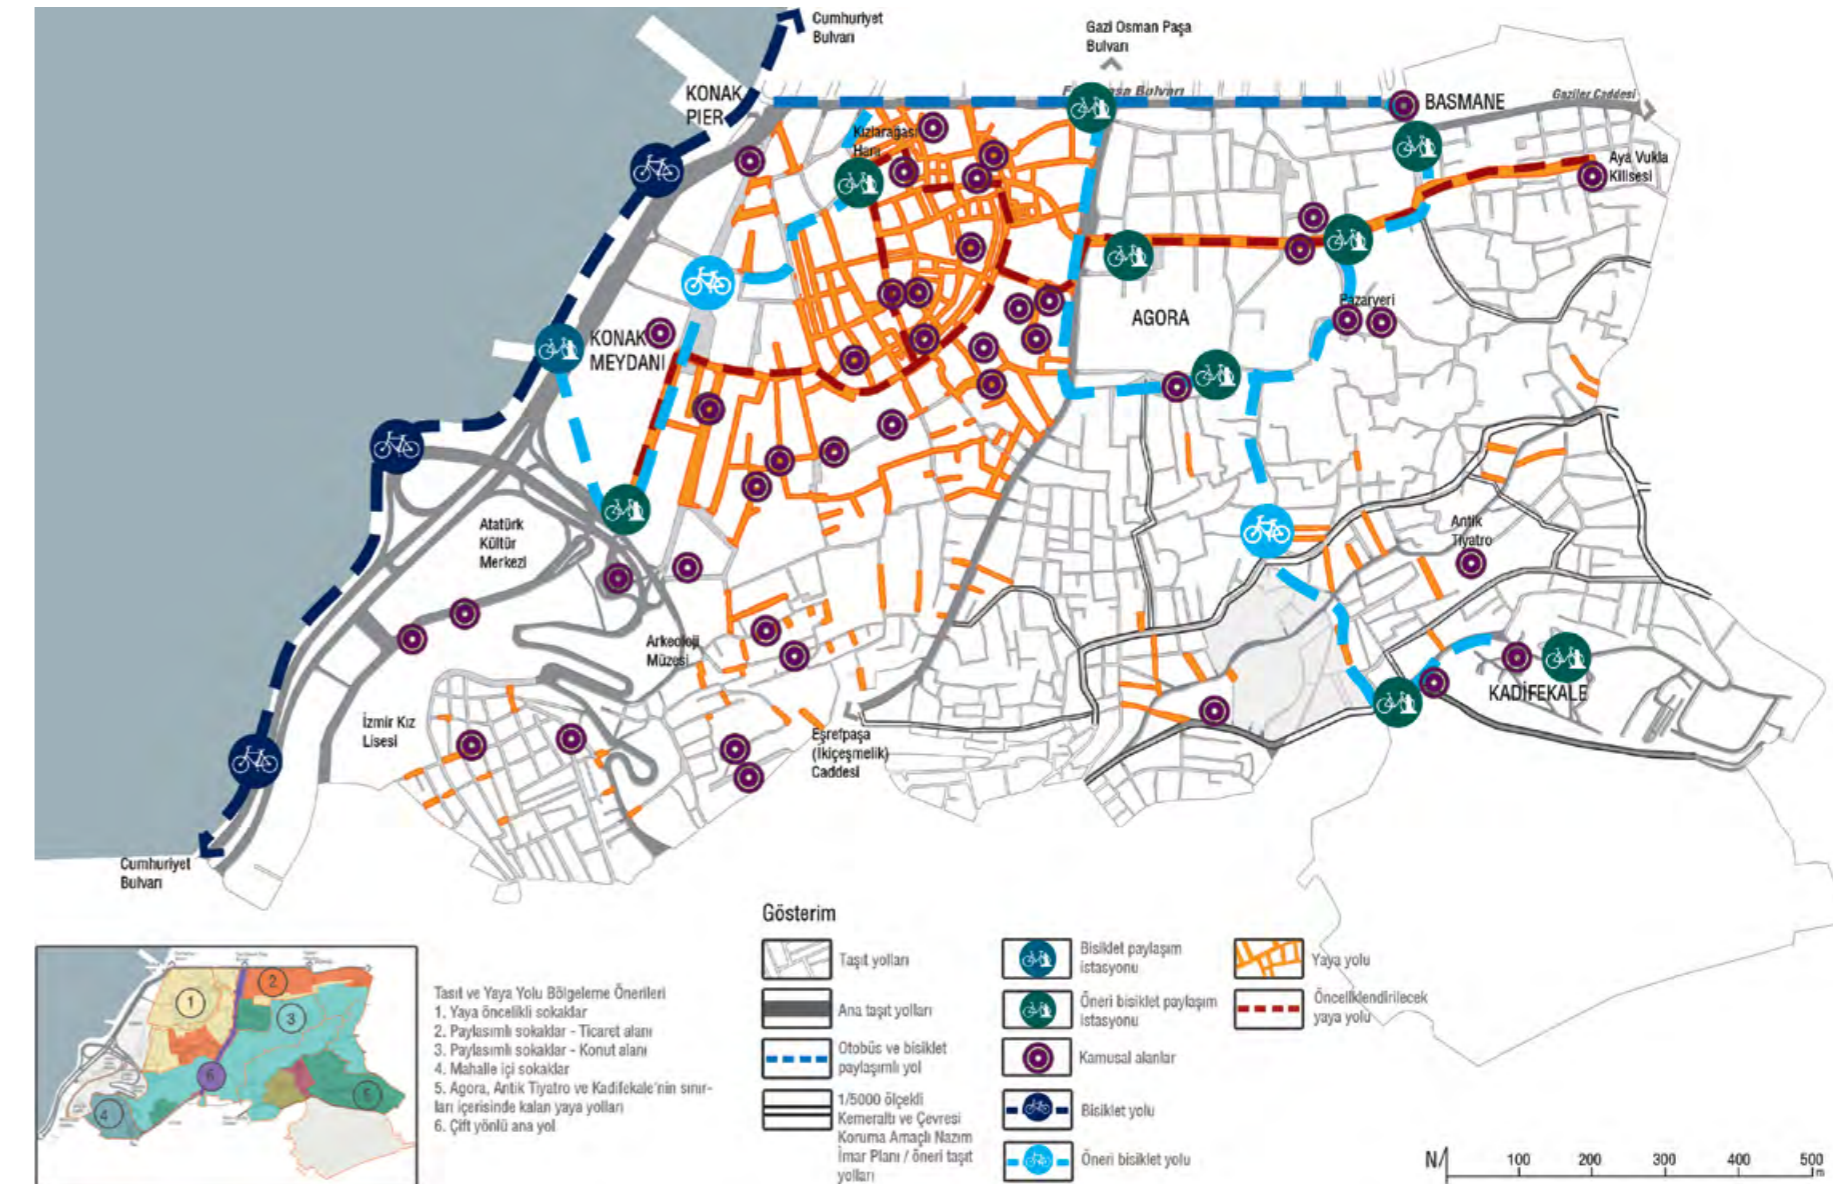 Cumhuriyet
Bulvarı
Gazi Osman Paşa
Bulvarı
KONAK
PIER
BASMANE
Gaziler Caddesi
Kızlarağası
Hanı
Aya Vukla
Kilisesi
KONAK
MEYDANI
AGORA
Pazaryeri
Atatürk
Kültür
Merkezi
Antik
Tiyatro
Arkeoloji
Müzesi
KADİFEKALE
İzmir Kız
Lisesi
Eşrefpaşa
(İkiçeşmelik)
Caddesi
Cumhuriyet
Bulvarı
Gösterim
Taşıt yolları
Ana taşıt yolları
Otobüs ve bisiklet
paylaşımlı yol
1/5000 ölçekli
Kemeraltı ve Çevresi
Koruma Amaçlı Nazım
İmar Planı / öneri taşıt
yolları
Bisiklet paylaşım
istasyonu
Öneri bisiklet paylaşım
istasyonu
Kamusal alanlar
Bisiklet yolu
Öneri bisiklet yolu
Yaya yolu
Önceliklendirilecek
yaya yolu
1
2
3
4
5
6
Tasıt ve Yaya Yolu Bölgeleme Önerileri
1. Yaya öncelikli sokaklar
2. Paylasımlı sokaklar - Ticaret alanı
3. Paylasımlı sokaklar - Konut alanı
4. Mahalle içi sokaklar
5. Agora, Antik Tiyatro ve Kadifekale'nin sınır-
ları içerisinde kalan yaya yolları
6. Çift yönlü ana yol
N
100 200 300 400 500
m